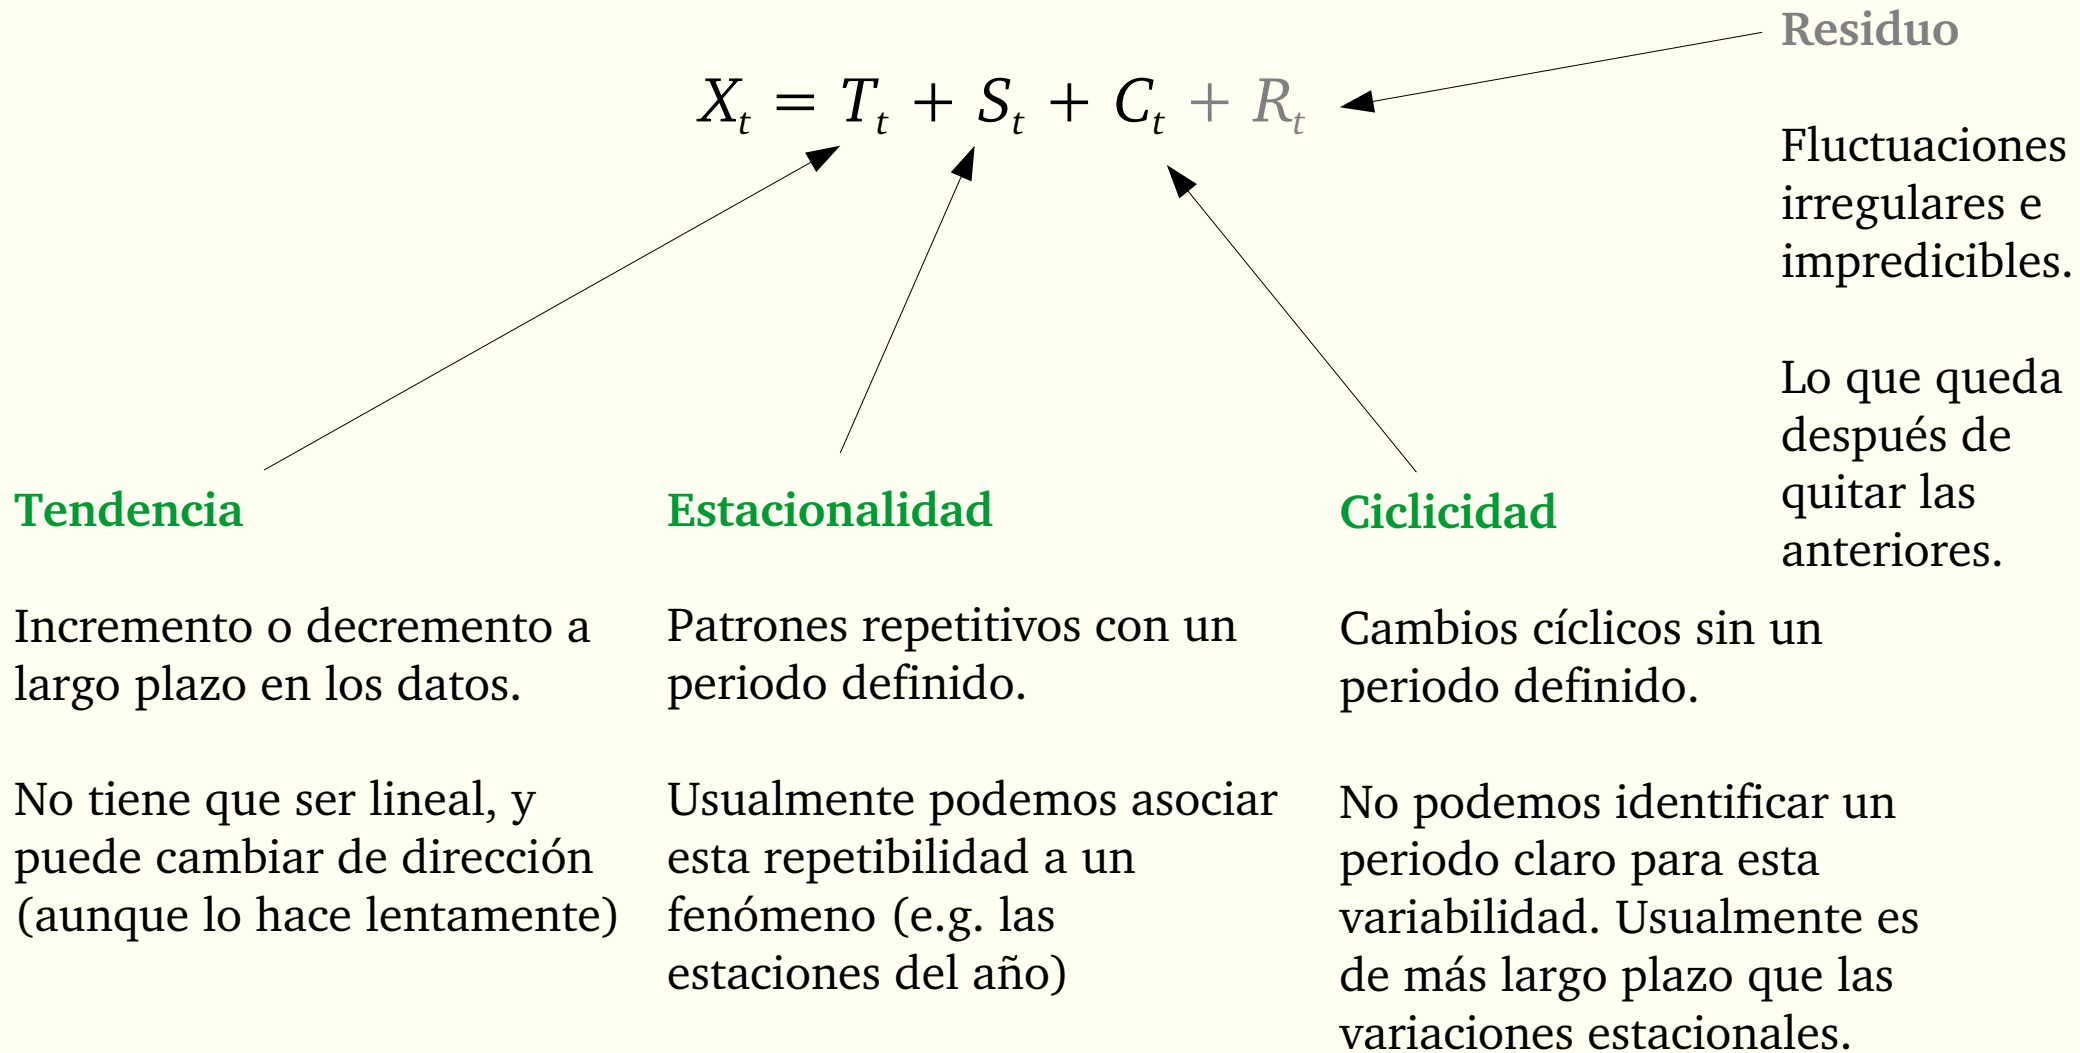 X_t = T_t + S_t + C_t + R_t
Residuo
Fluctuaciones
irregulares e
impredicibles.
Lo que queda
después de
quitar las
anteriores.
Tendencia
Incremento o decremento a
largo plazo en los datos.
No tiene que ser lineal, y
puede cambiar de dirección
(aunque lo hace lentamente)
Estacionalidad
Patrones repetitivos con un
periodo definido.
Usualmente podemos asociar
esta repetibilidad a un
fenómeno (e.g. las
estaciones del año)
Ciclicidad
Cambios cíclicos sin un
periodo definido.
No podemos identificar un
periodo claro para esta
variabilidad. Usualmente es
de más largo plazo que las
variaciones estacionales.